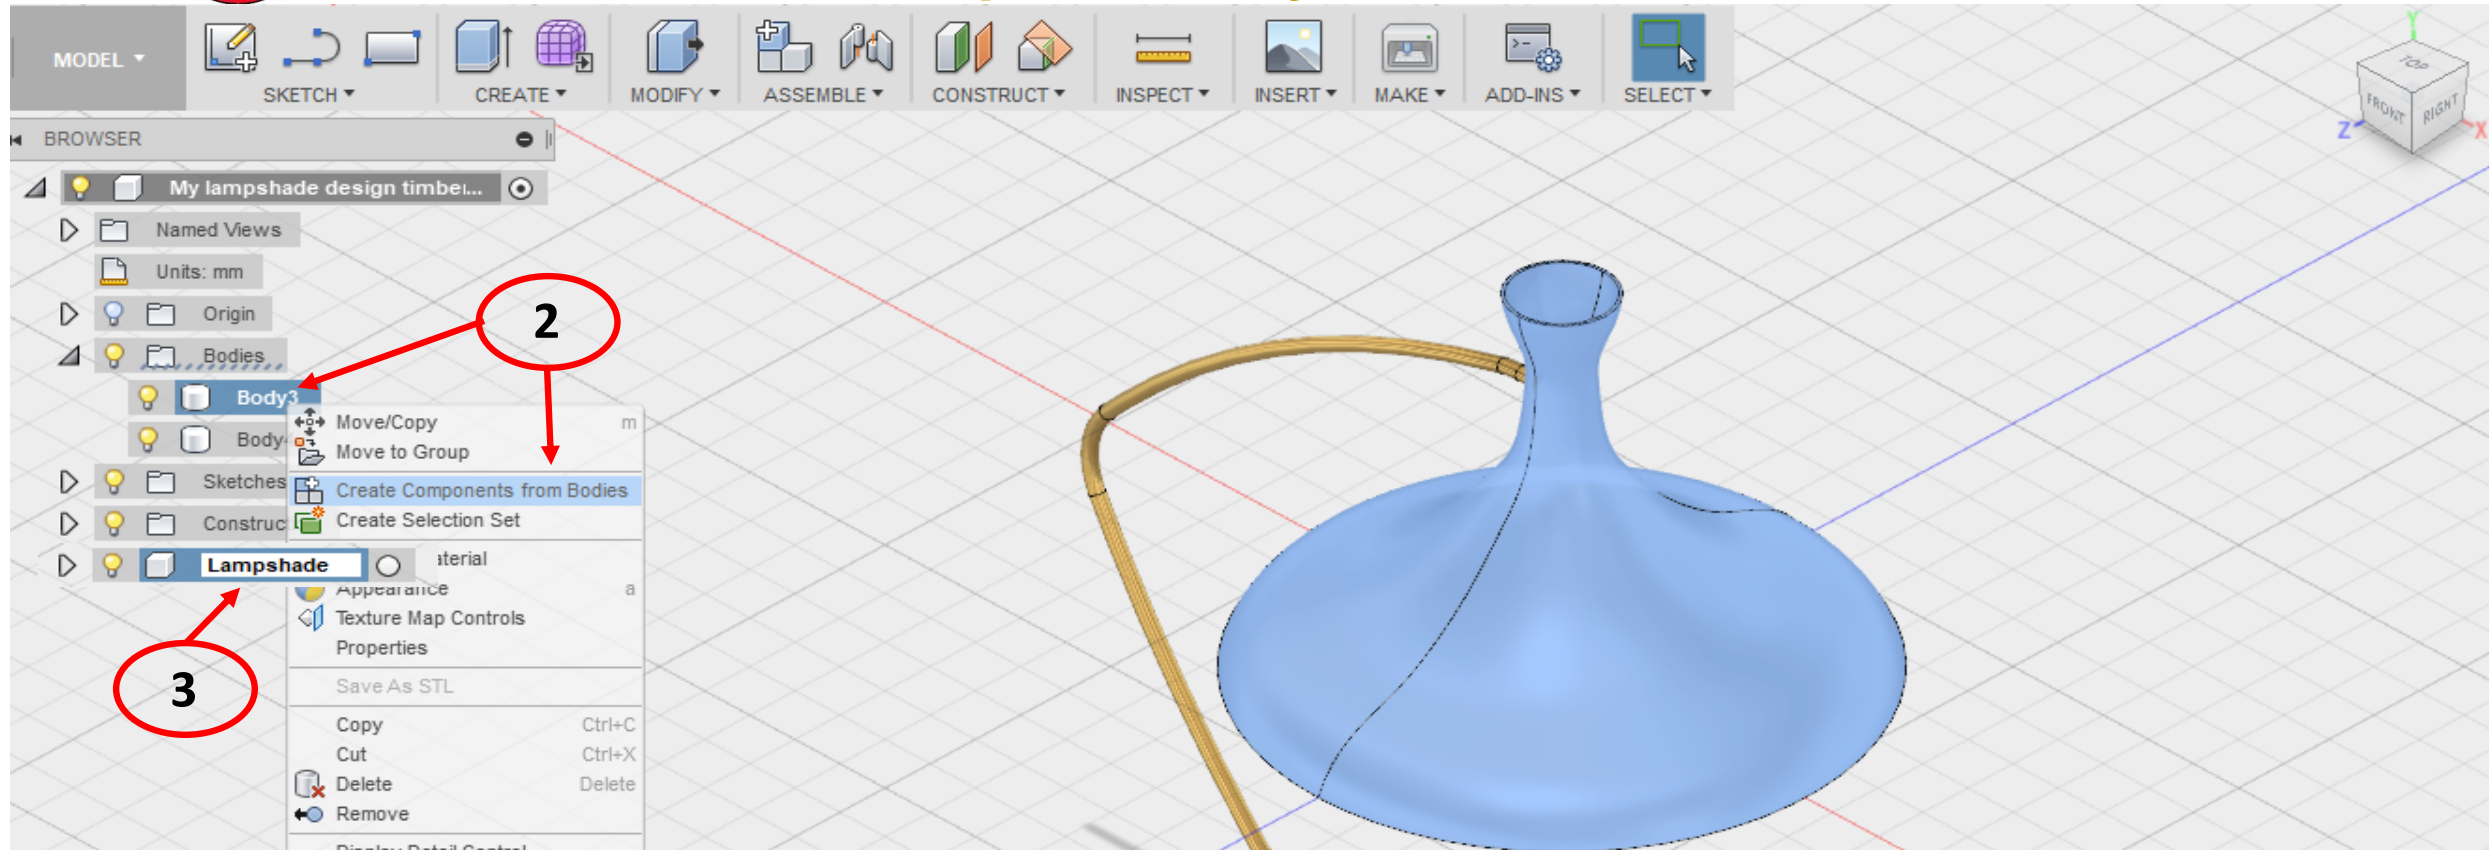 MODEL
SKETCH
CREATE
MODIFY
ASSEMBLE
CONSTRUCT
INSPECT
INSERT
MAKE
ADD-INS
SELECT
Y
TOP
FRONT
RIGHT
Z
X
BROWSER
My lampshade design timber...
Named Views
Units: mm
Origin
2
Bodies
Body3
Move/Copy m
Body
Move to Group
Sketches
Create Components from Bodies
Construc
Create Selection Set
Lampshade
aterial
Appearance a
Texture Map Controls
Properties
3
Save As STL
Copy Ctrl+C
Cut Ctrl+X
Delete Delete
Remove